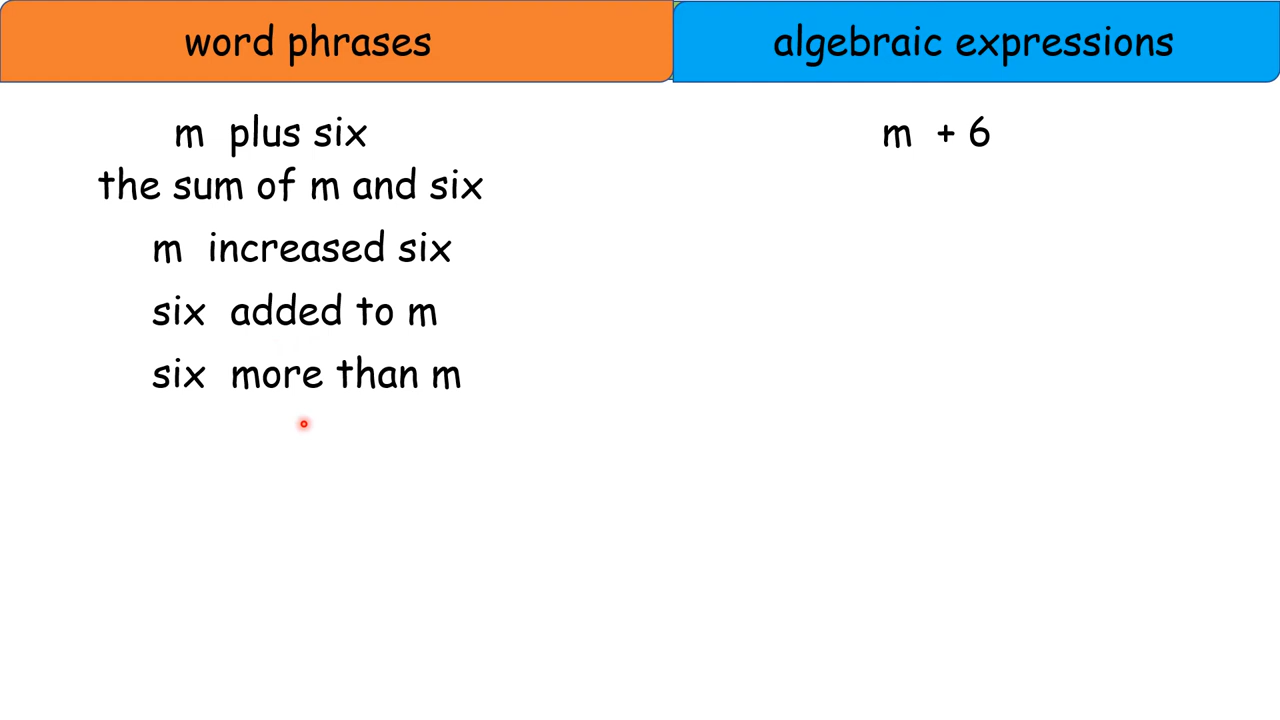 word phrases
algebraic expressions
m plus six
m + 6
the sum of m and six
m increased six
six added to m
six more than m